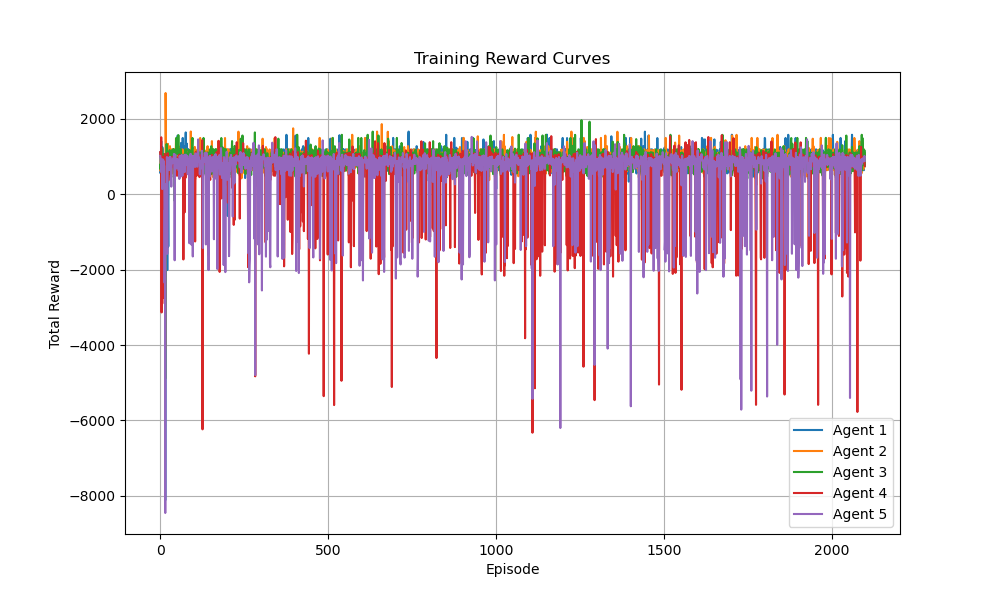 Training Reward Curves
Total Reward
2000
0
−2000
−4000
−6000
−8000
0
500
1000
1500
2000
Episode
Agent 1
Agent 2
Agent 3
Agent 4
Agent 5